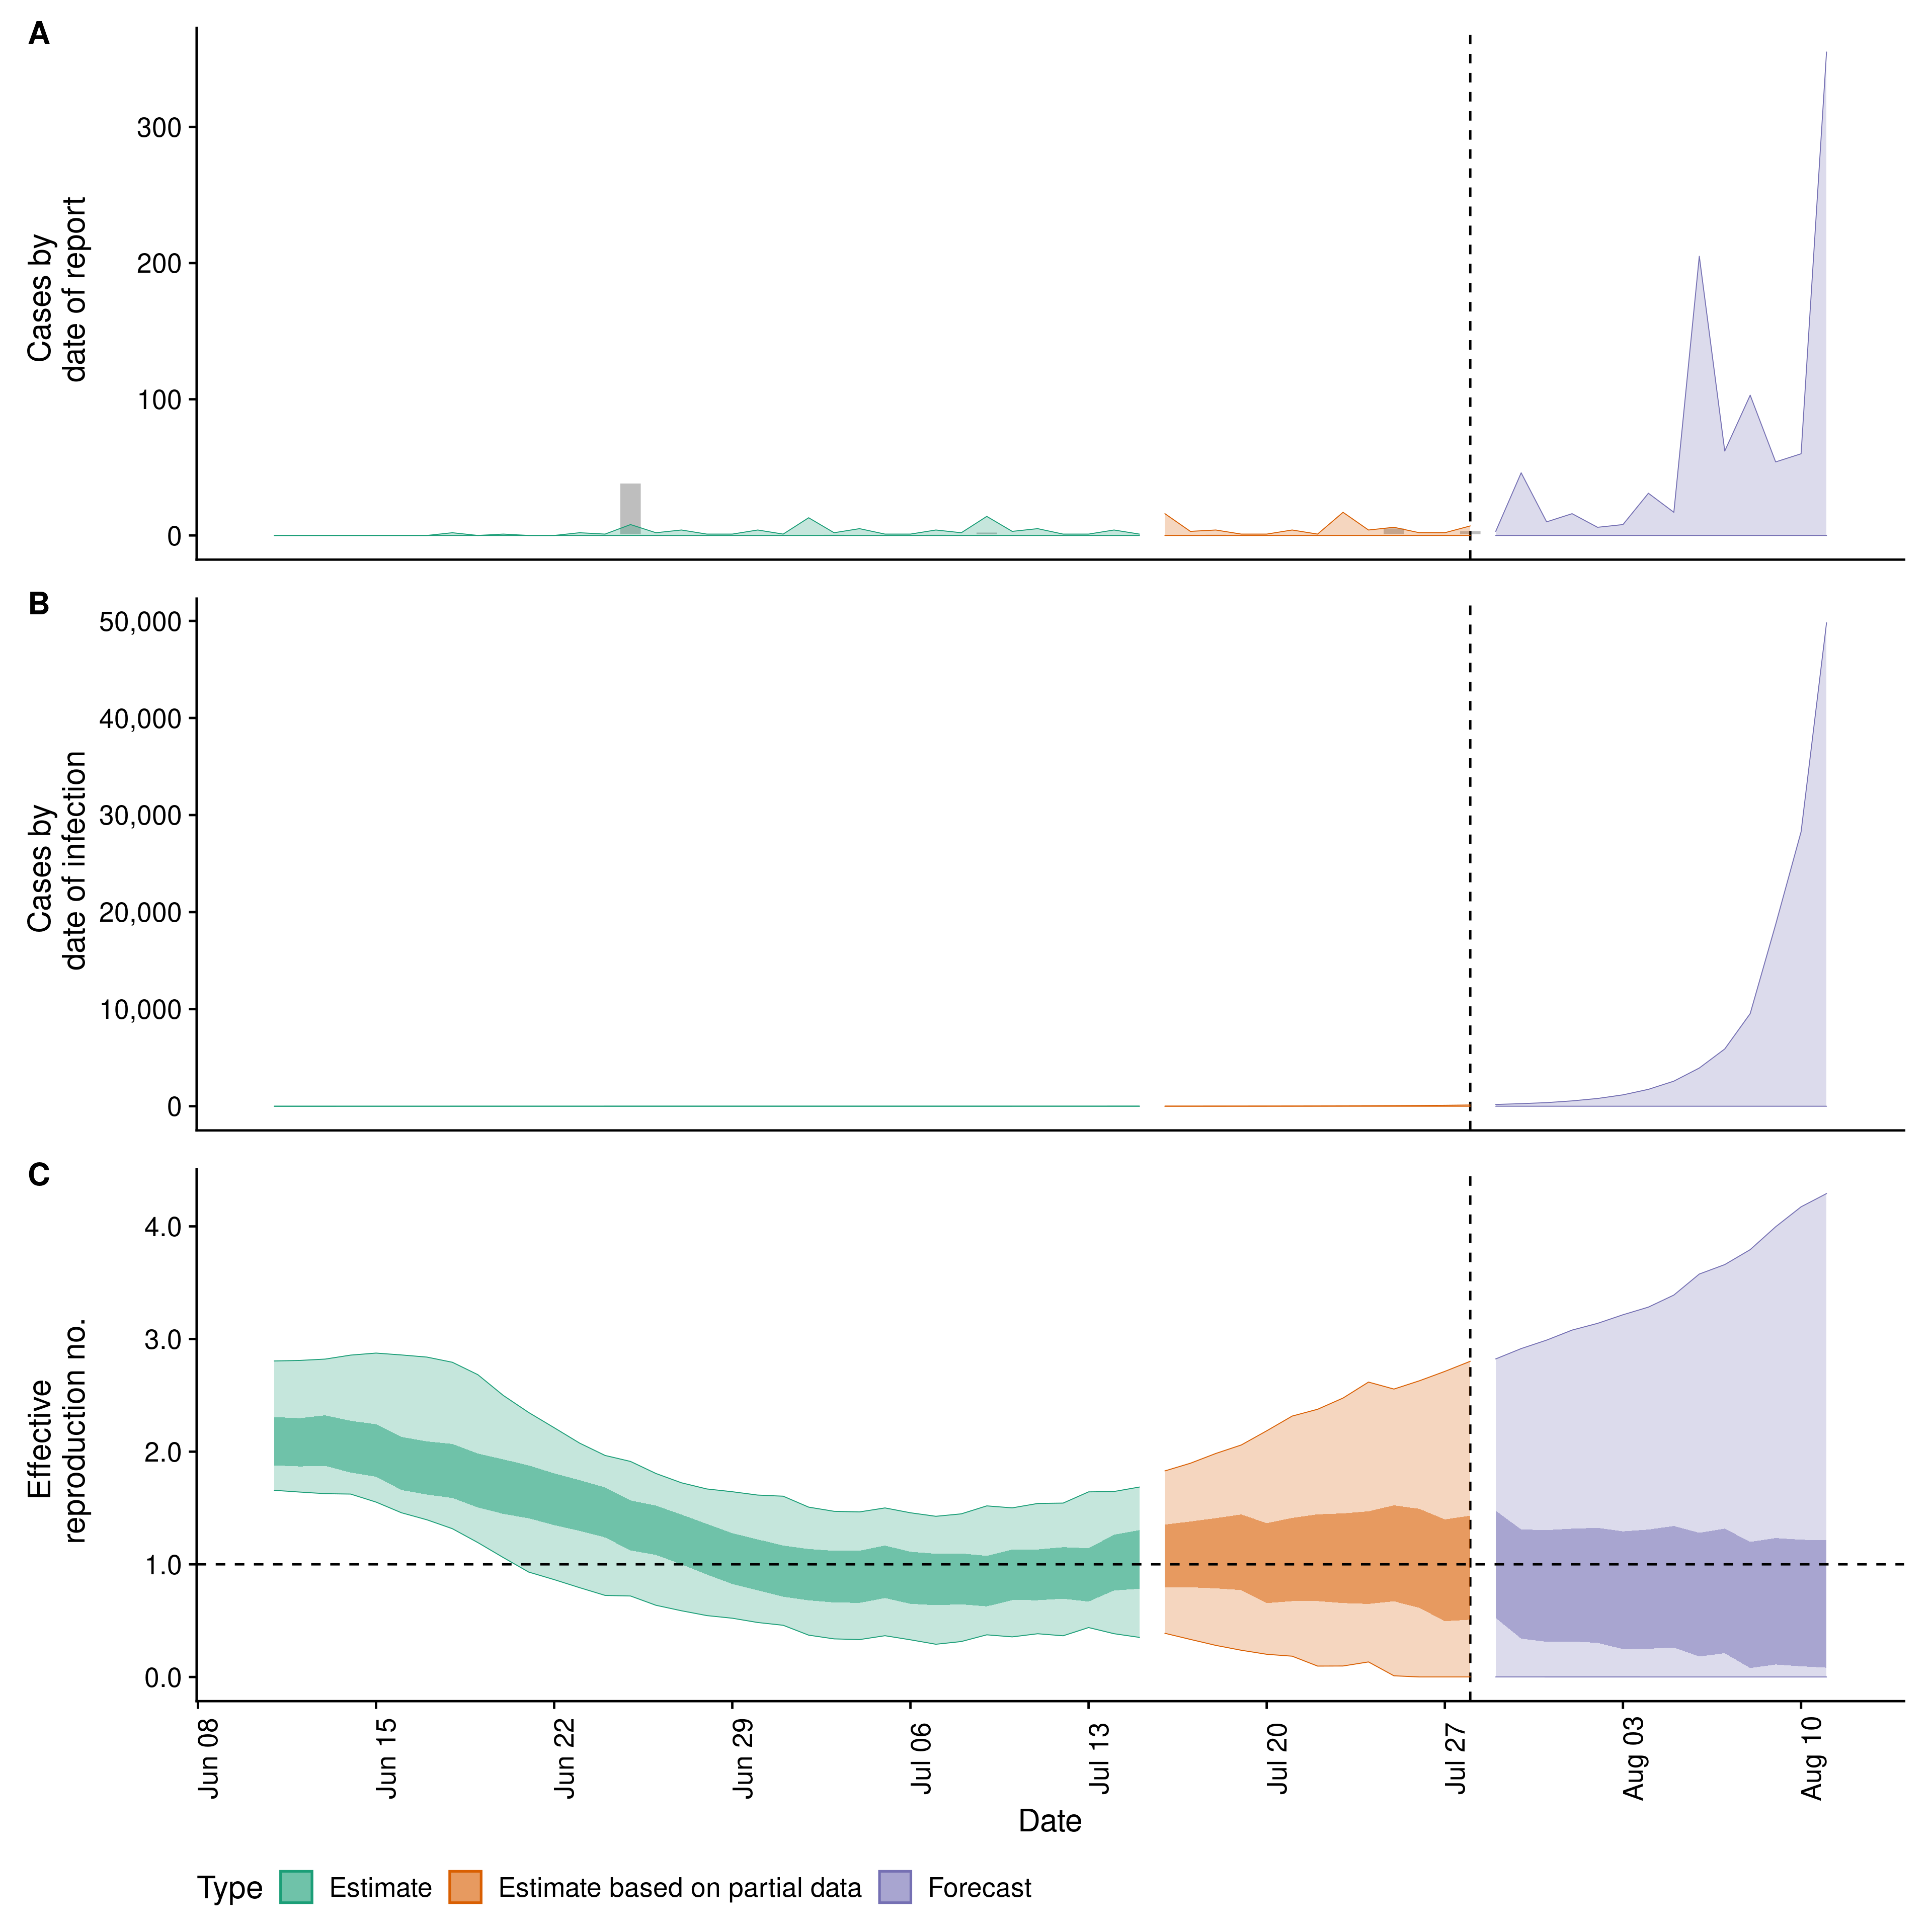 A
Cases by
date of report
300
200
100
0
B
Cases by
date of infection
50,000
40,000
30,000
20,000
10,000
0
C
Effective
reproduction no.
4.0
3.0
2.0
1.0
0.0
Jun 08
Jun 15
Jun 22
Jun 29
Jul 06
Jul 13
Jul 20
Jul 27
Aug 03
Aug 10
Date
Type
Estimate
Estimate based on partial data
Forecast